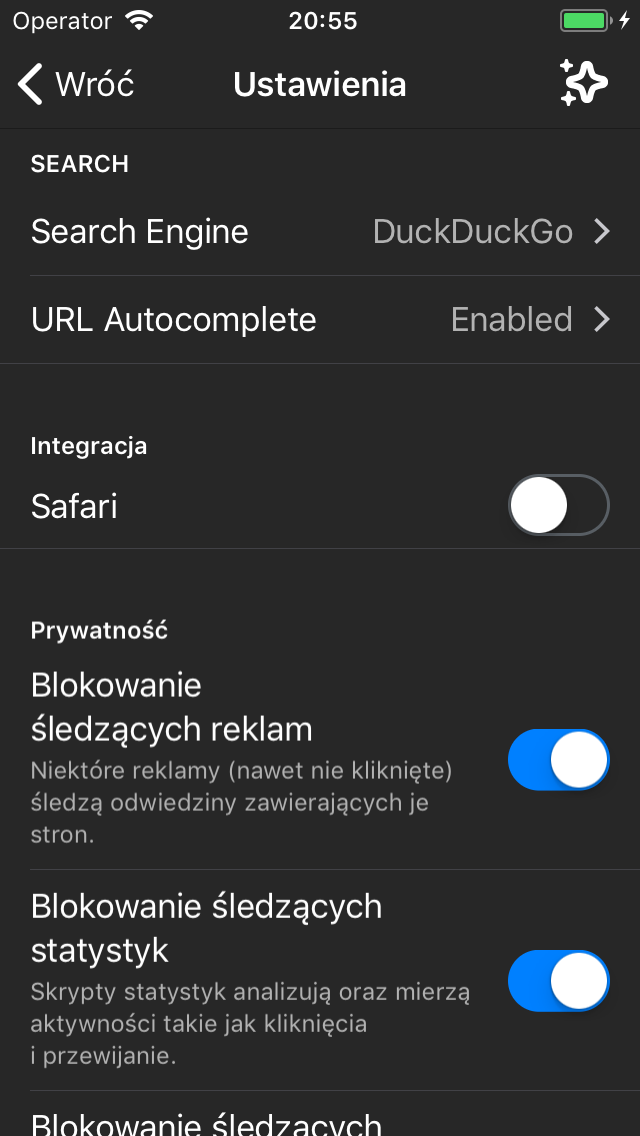 Operator 20:55
Wróć Ustawienia
SEARCH
Search Engine DuckDuckGo
URL Autocomplete Enabled
Integracja
Safari
Prywatność
Blokowanie
śledzących reklam
Niektóre reklamy (nawet nie kliknięte)
śledzą odwiedziny zawierających je
stron.
Blokowanie śledzących
statystyk
Skrypty statystyk analizują oraz mierzą
aktywności takie jak kliknięcia
i przewijanie.
Blokowanie śledzących